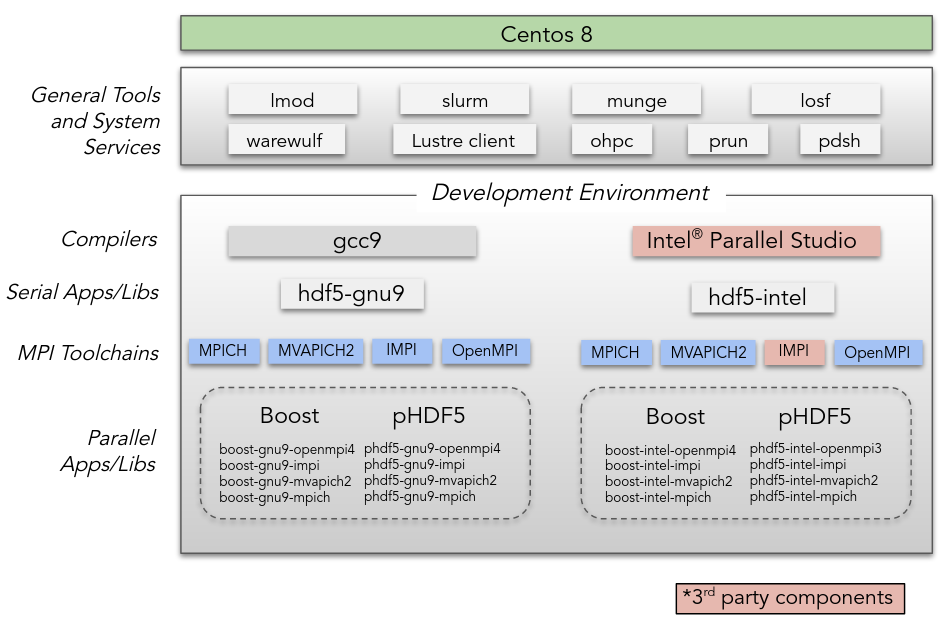 Centos 8
General Tools
and System
Services
lmod slurm munge losf
warewulf Lustre client ohpc prun pdsh
Development Environment
Compilers
gcc9 Intel® Parallel Studio
Serial Apps/Libs
hdf5-gnu9 hdf5-intel
MPI Toolchains
MPICH MVAPICH2 IMPI OpenMPI MPICH MVAPICH2 IMPI OpenMPI
Parallel
Apps/Libs
Boost pHDF5 Boost pHDF5
boost-gnu9-openmpi4 phdf5-gnu9-openmpi4 boost-intel-openmpi4 phdf5-intel-openmpi3
boost-gnu9-impi phdf5-gnu9-impi boost-intel-impi phdf5-intel-impi
boost-gnu9-mvapich2 phdf5-gnu9-mvapich2 boost-intel-mvapich2 phdf5-intel-mvapich2
boost-gnu9-mpich phdf5-gnu9-mpich boost-intel-mpich phdf5-intel-mpich
*3rd party components